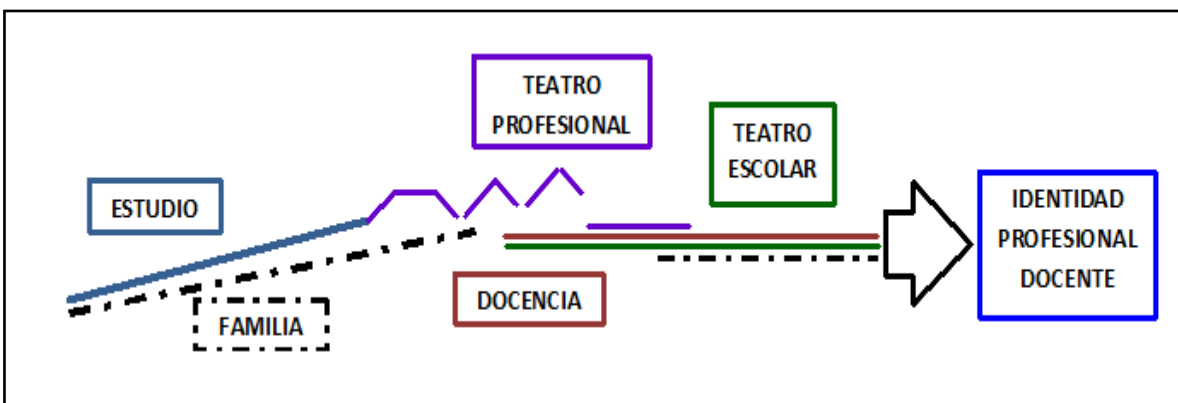 TEATRO
PROFESIONAL
TEATRO
ESCOLAR
ESTUDIO
IDENTIDAD
PROFESIONAL
DOCENTE
DOCENCIA
FAMILIA